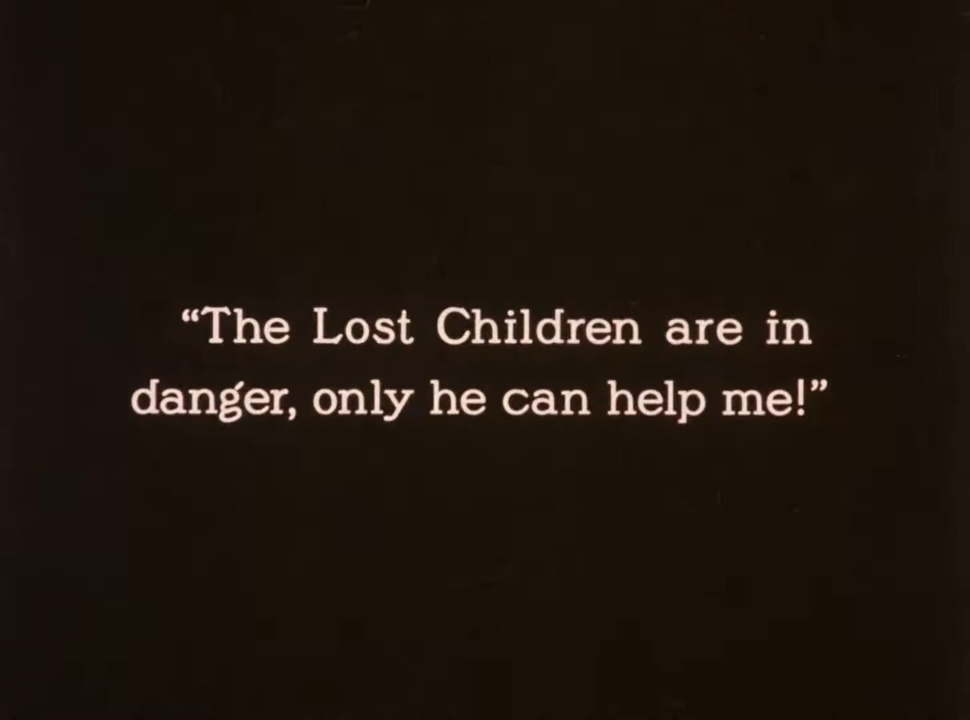 “The Lost Children are in
danger, only he can help me!”